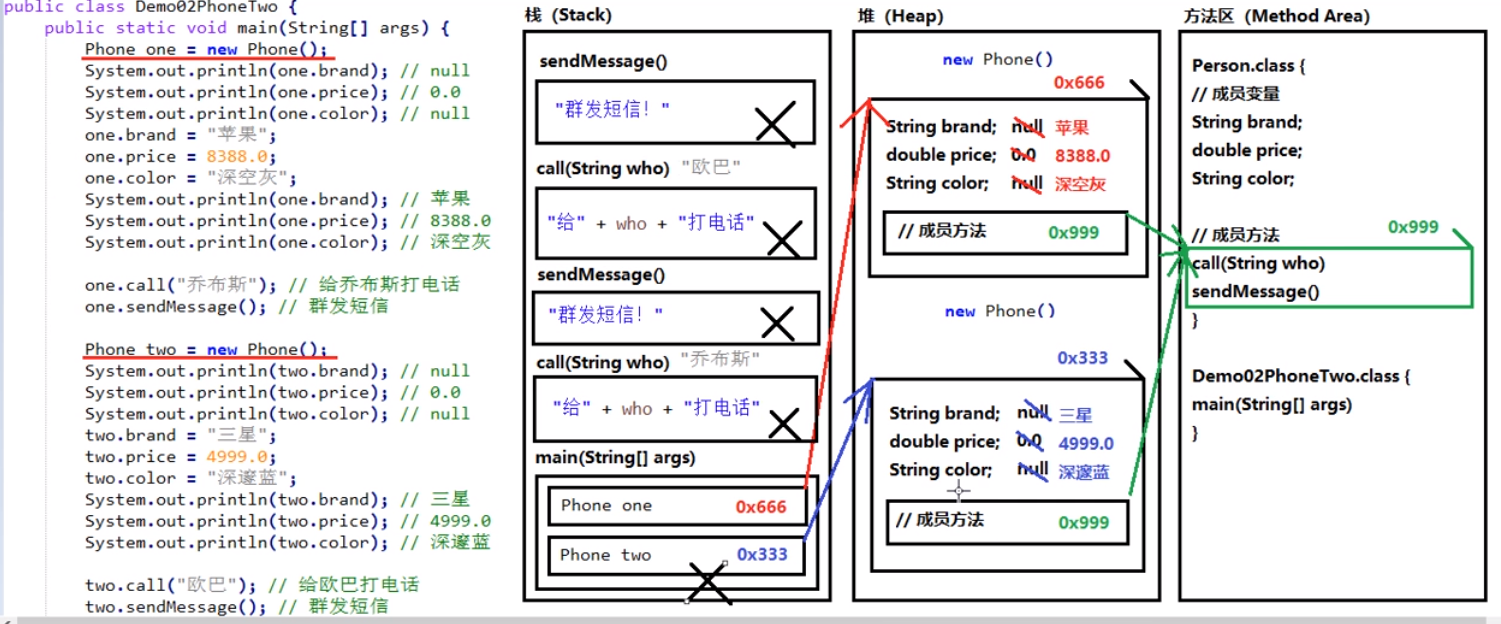 public class Demo02PhoneTwo {
public static void main(String[] args) {
Phone one = new Phone();
System.out.println(one.brand); // null
System.out.println(one.price); // 0.0
System.out.println(one.color); // null
one.brand = "苹果";
one.price = 8388.0;
one.color = "深空灰";
System.out.println(one.brand); // 苹果
System.out.println(one.price); // 8388.0
System.out.println(one.color); // 深空灰
one.call("乔布斯"); // 给乔布斯打电话
one.sendMessage(); // 群发短信
Phone two = new Phone();
System.out.println(two.brand); // null
System.out.println(two.price); // 0.0
System.out.println(two.color); // null
two.brand = "三星";
two.price = 4999.0;
two.color = "深邃蓝";
System.out.println(two.brand); // 三星
System.out.println(two.price); // 4999.0
System.out.println(two.color); // 深邃蓝
two.call("欧巴"); // 给欧巴打电话
two.sendMessage(); // 群发短信
栈（Stack）
sendMessage()
"群发短信！"
call(String who) "欧巴"
"给" + who + "打电话"
sendMessage()
"群发短信！"
call(String who) "乔布斯"
"给" + who + "打电话"
main(String[] args)
Phone one 0x666
Phone two 0x333
堆（Heap）
new Phone()
0x666
String brand; null 苹果
double price; 0.0 8388.0
String color; null 深空灰
// 成员方法 0x999
new Phone()
0x333
String brand; null 三星
double price; 0.0 4999.0
String color; null 深邃蓝
// 成员方法 0x999
方法区（Method Area）
Person.class {
// 成员变量
String brand;
double price;
String color;
// 成员方法 0x999
call(String who)
sendMessage()
}
Demo02PhoneTwo.class {
main(String[] args)
}